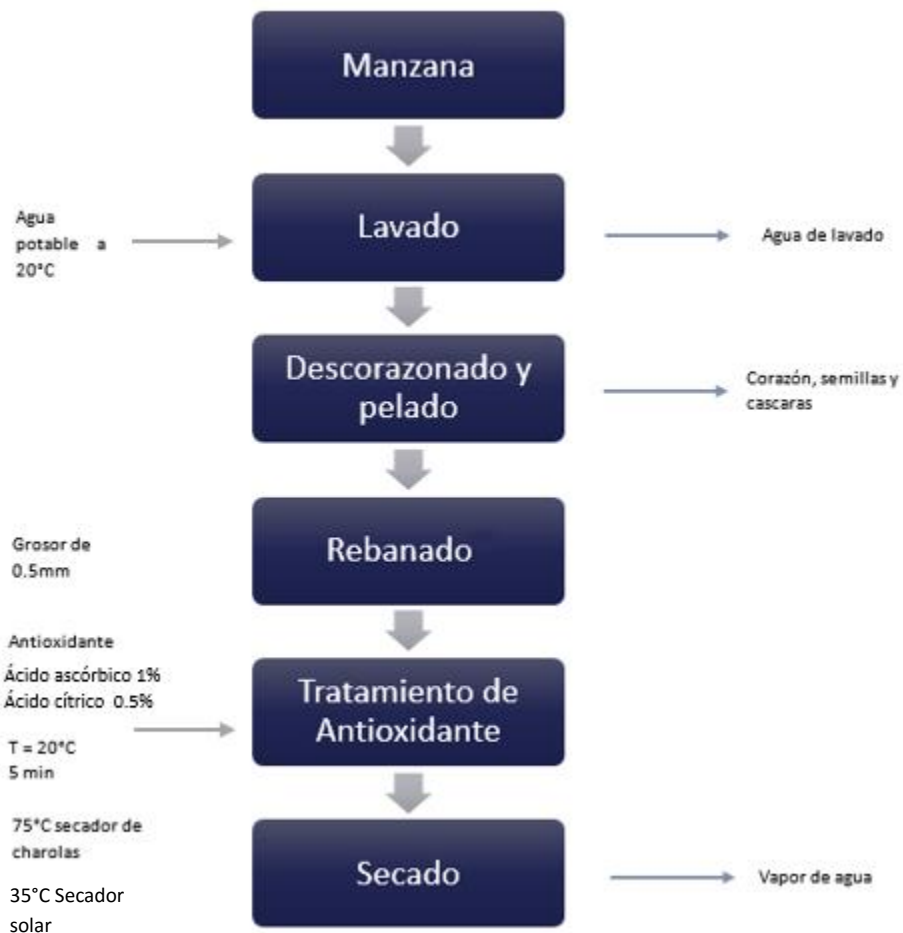 Manzana
Agua
potable a
20°C
Lavado
Agua de lavado
Descorazonado y
pelado
Corazón, semillas y
cascaras
Grosor de
0.5mm
Rebanado
Antioxidante
Ácido ascórbico 1%
Ácido cítrico 0.5%
T = 20°C
5 min
Tratamiento de
Antioxidante
75°C secador de
charolas
35°C Secador
solar
Secado
Vapor de agua